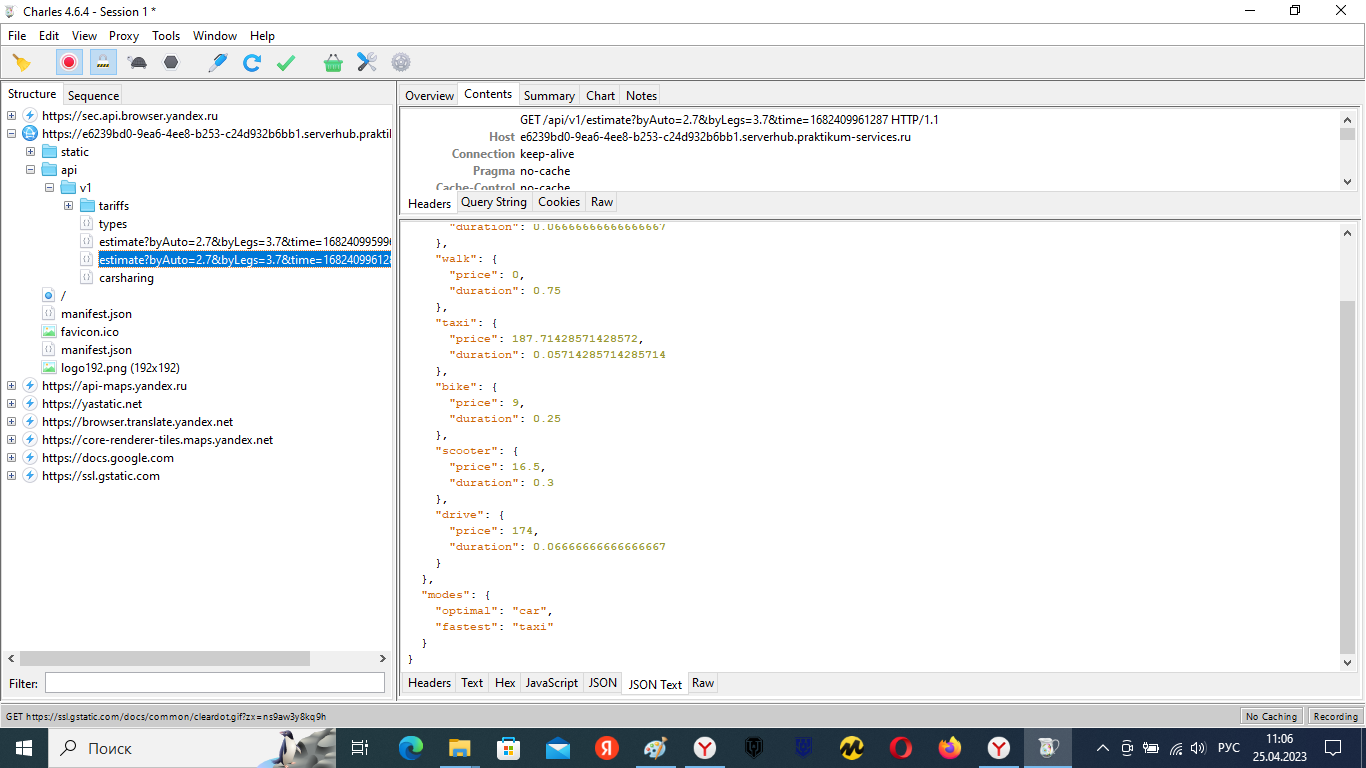 Charles 4.6.4 - Session 1 *
File Edit View Proxy Tools Window Help
Structure Sequence
https://sec.api.browser.yandex.ru
https://e6239bd0-9ea6-4ee8-b253-c24d932b6bb1.serverhub.prakti
static
api
v1
tariffs
types
estimate?byAuto=2.7&byLegs=3.7&time=16824099599
estimate?byAuto=2.7&byLegs=3.7&time=16824099612
carsharing
/
manifest.json
favicon.ico
manifest.json
logo192.png (192x192)
https://api-maps.yandex.ru
https://yastatic.net
https://browser.translate.yandex.net
https://core-renderer-tiles.maps.yandex.net
https://docs.google.com
https://ssl.gstatic.com
Filter:
Overview Contents Summary Chart Notes
GET /api/v1/estimate?byAuto=2.7&byLegs=3.7&time=1682409961287 HTTP/1.1
Host e6239bd0-9ea6-4ee8-b253-c24d932b6bb1.serverhub.praktikum-services.ru
Connection keep-alive
Pragma no-cache
Cache-Control no-cache
Headers Query String Cookies Raw
"duration": 0.06666666666666667
},
"walk": {
"price": 0,
"duration": 0.75
},
"taxi": {
"price": 187.71428571428572,
"duration": 0.05714285714285714
},
"bike": {
"price": 9,
"duration": 0.25
},
"scooter": {
"price": 16.5,
"duration": 0.3
},
"drive": {
"price": 174,
"duration": 0.06666666666666667
}
},
"modes": {
"optimal": "car",
"fastest": "taxi"
}
}
Headers Text Hex JavaScript JSON JSON Text Raw
GET https://ssl.gstatic.com/docs/common/cleardot.gif?zx=ns9aw3y8kq9h
No Caching Recording
Поиск
РУС
11:06
25.04.2023